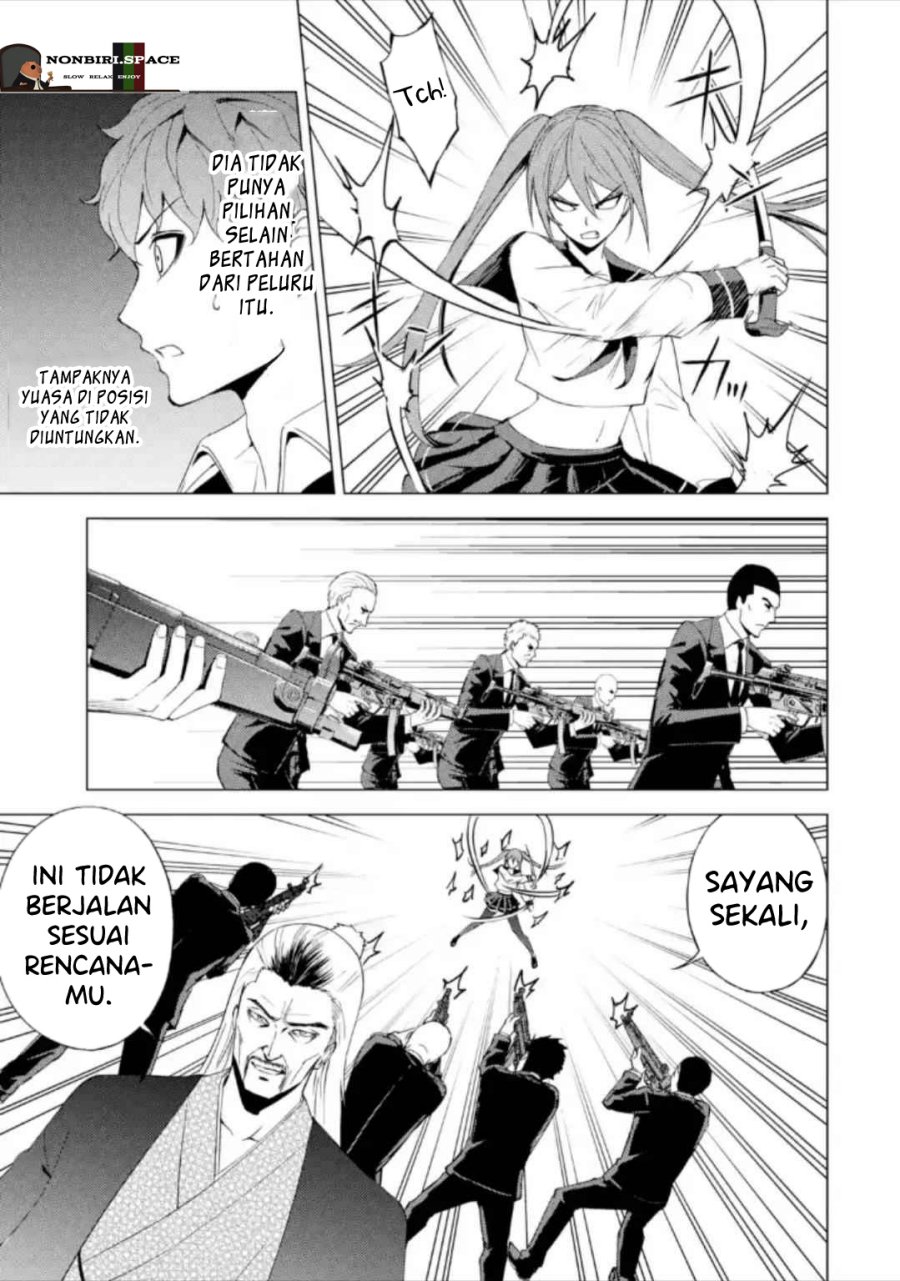 NONBIRI.SPACE
SLOW RELAX ENJOY
Tch!
DIA TIDAK
PUNYA
PILIHAN
SELAIN
BERTAHAN
DARI PELURU
ITU.
TAMPAKNYA
YUASA DI POSISI
YANG TIDAK
DIUNTUNGKAN.
SAYANG
SEKALI,
INI TIDAK
BERJALAN
SESUAI
RENCANA-
MU.